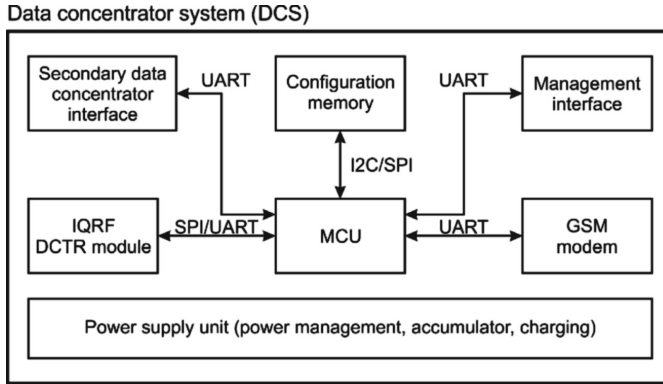 Data concentrator system (DCS)
Secondary data
concentrator
interface
UART
Configuration
memory
UART
Management
interface
I2C/SPI
IQRF
DCTR module
SPI/UART
MCU
UART
GSM
modem
Power supply unit (power management, accumulator, charging)